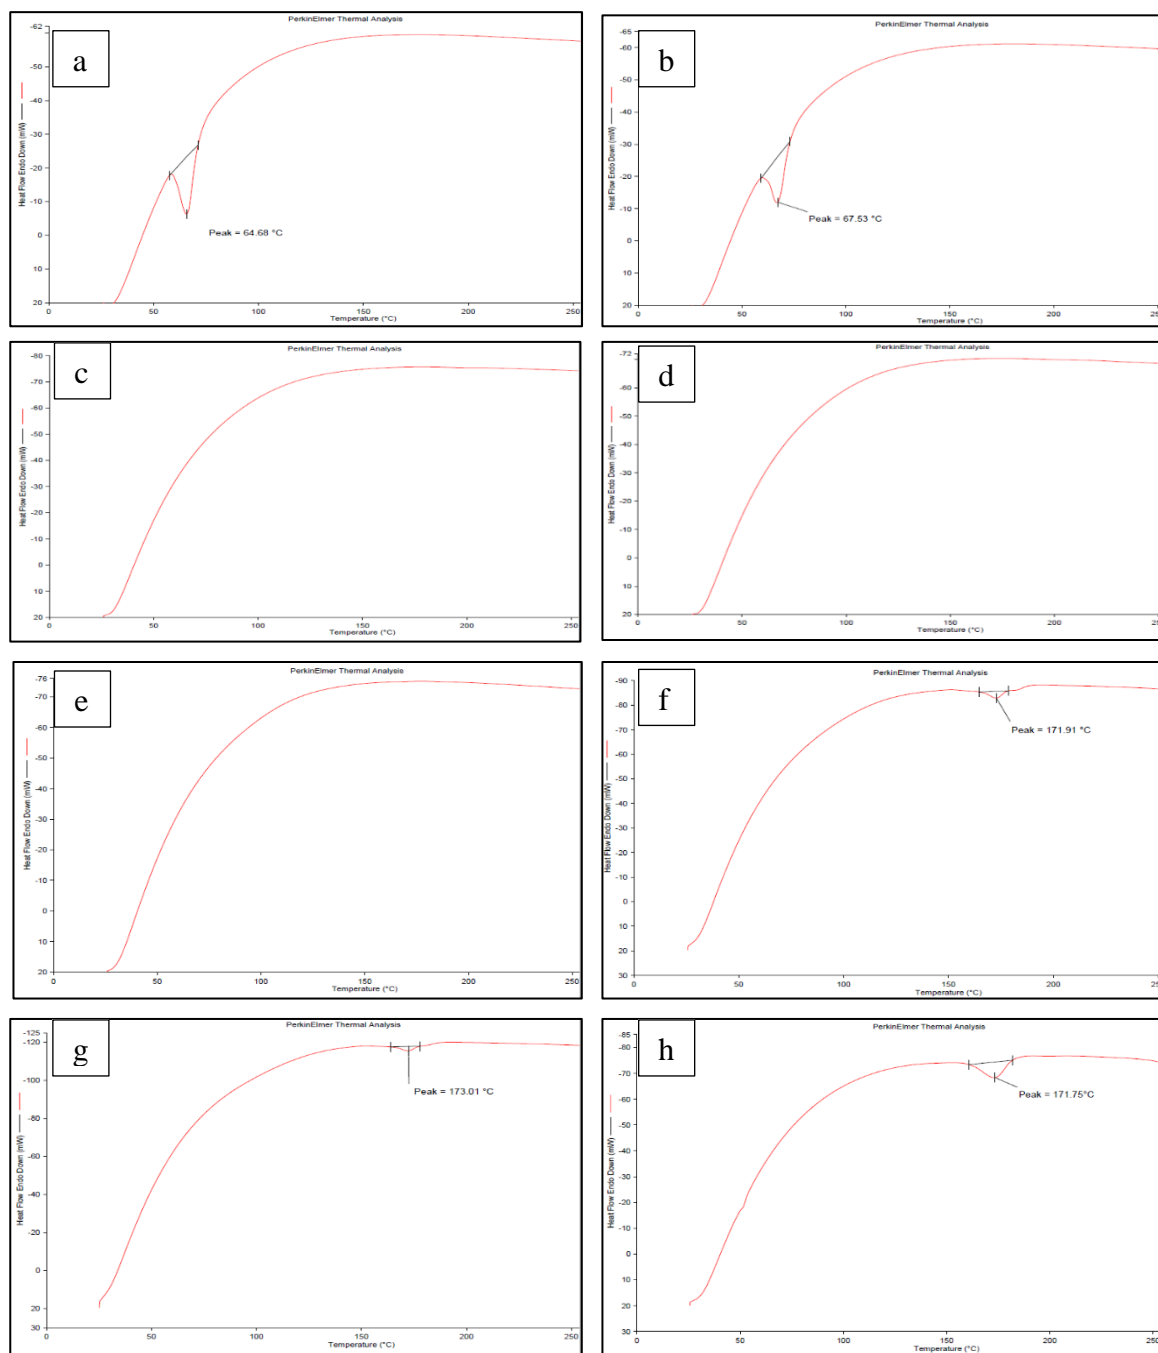 PerkinElmer Thermal Analysis
a
-62
-50
-40
-30
-20
-10
0
10
20
Heat Flow Endo Down (mW)
Peak = 64.68 °C
0 50 100 150 200 250
Temperature (°C)
PerkinElmer Thermal Analysis
b
-65
-60
-50
-40
-30
-20
-10
0
10
20
Heat Flow Endo Down (mW)
Peak = 67.53 °C
0 50 100 150 200 250
Temperature (°C)
PerkinElmer Thermal Analysis
c
-80
-70
-60
-50
-40
-30
-20
-10
0
10
20
Heat Flow Endo Down (mW)
0 50 100 150 200 250
Temperature (°C)
PerkinElmer Thermal Analysis
d
-72
-60
-50
-40
-30
-20
-10
0
10
20
Heat Flow Endo Down (mW)
0 50 100 150 200 250
Temperature (°C)
PerkinElmer Thermal Analysis
e
-76
-70
-60
-50
-40
-30
-20
-10
0
10
20
Heat Flow Endo Down (mW)
0 50 100 150 200 250
Temperature (°C)
PerkinElmer Thermal Analysis
f
-90
-80
-70
-60
-50
-40
-30
-20
-10
0
10
20
30
Heat Flow Endo Down (mW)
Peak = 171.91 °C
0 50 100 150 200 250
Temperature (°C)
PerkinElmer Thermal Analysis
g
-125
-120
-100
-80
-60
-40
-20
0
20
30
Heat Flow Endo Down (mW)
Peak = 173.01 °C
0 50 100 150 200 250
Temperature (°C)
PerkinElmer Thermal Analysis
h
-85
-80
-70
-60
-50
-40
-30
-20
-10
0
10
20
30
Heat Flow Endo Down (mW)
Peak = 171.75°C
0 50 100 150 200 250
Temperature (°C)